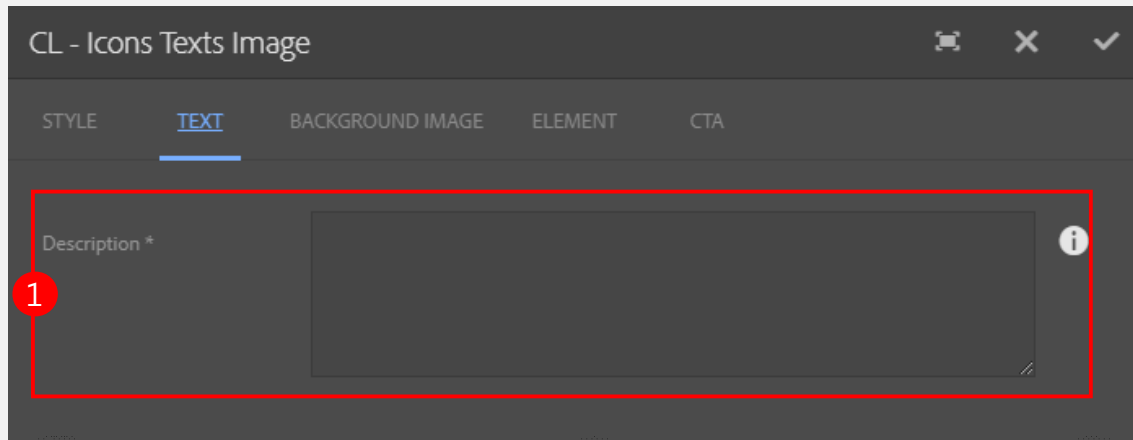 CL - Icons Texts Image
STYLE TEXT BACKGROUND IMAGE ELEMENT CTA
Description *
1